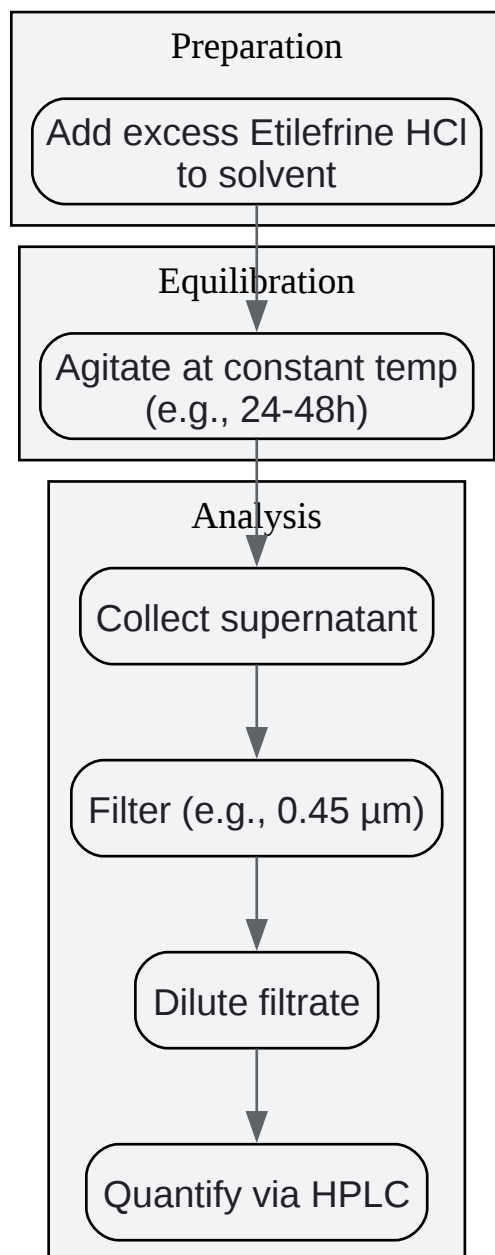 Preparation
Add excess Etilefrine HCl
to solvent
Equilibration
Agitate at constant temp
(e.g., 24-48h)
Analysis
Collect supernatant
Filter (e.g., 0.45 µm)
Dilute filtrate
Quantify via HPLC